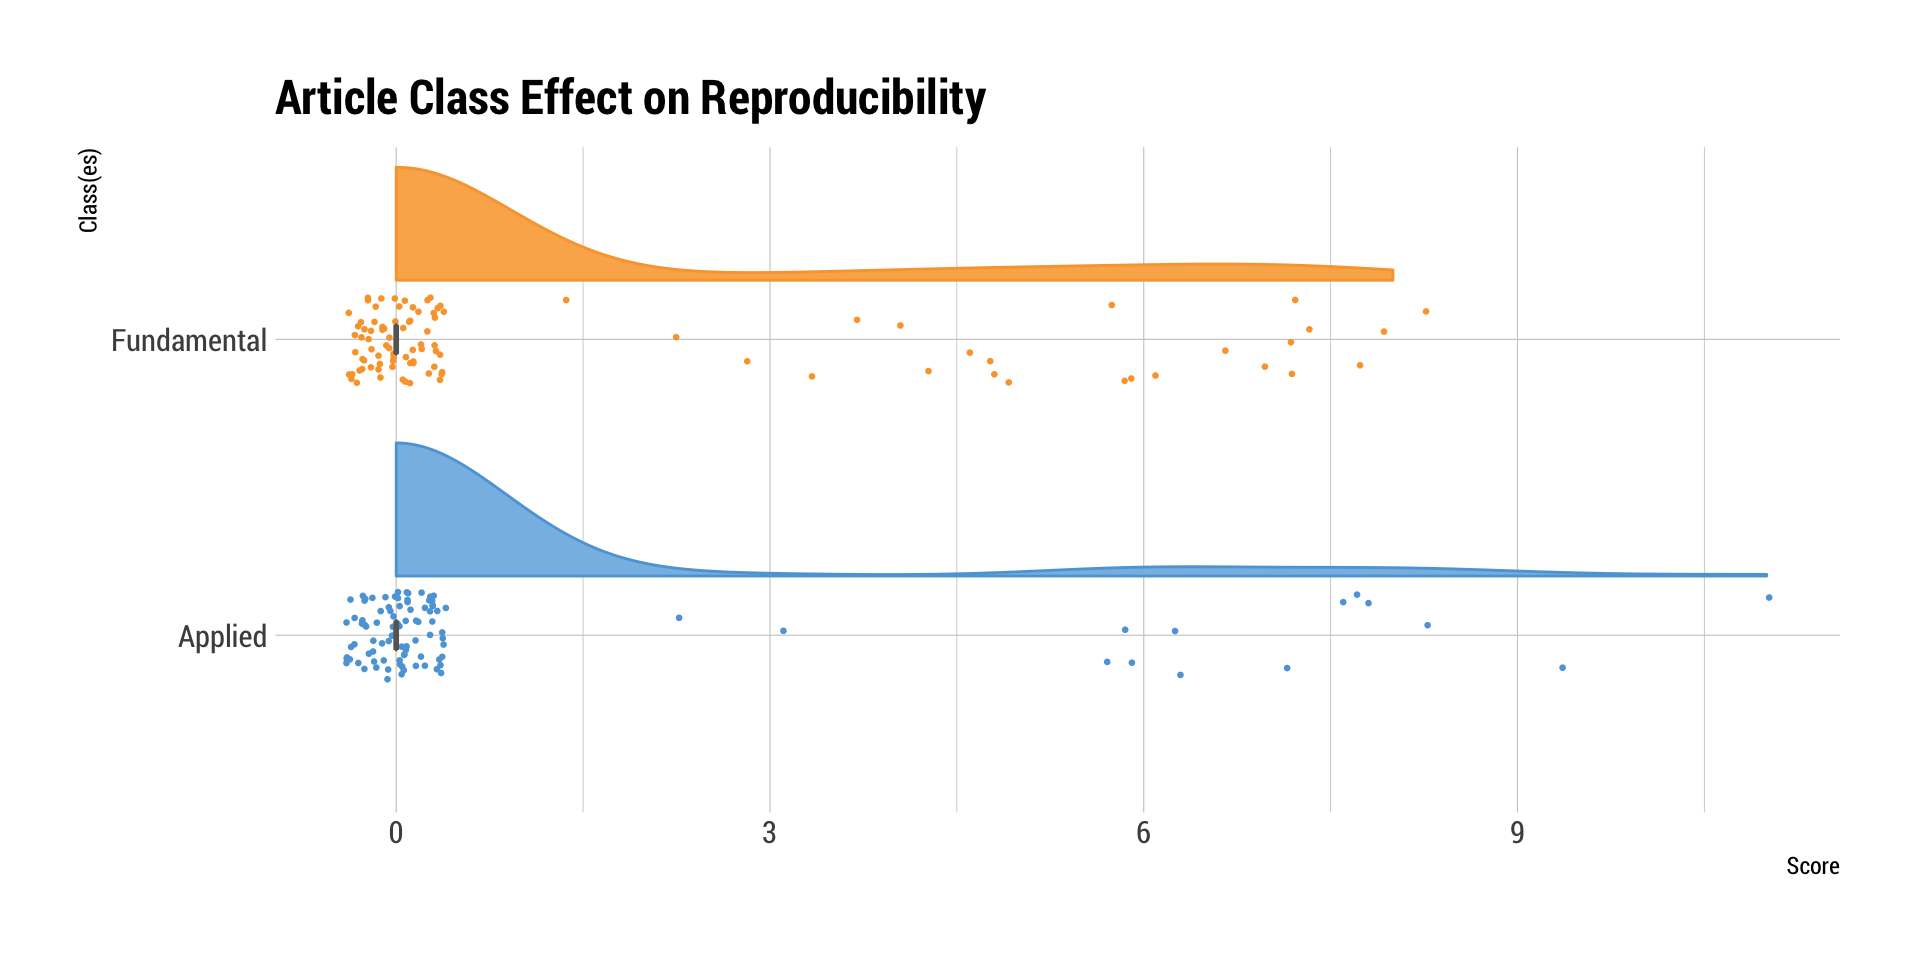 Article Class Effect on Reproducibility
Class(es)
Fundamental
Applied
0 3 6 9
Score